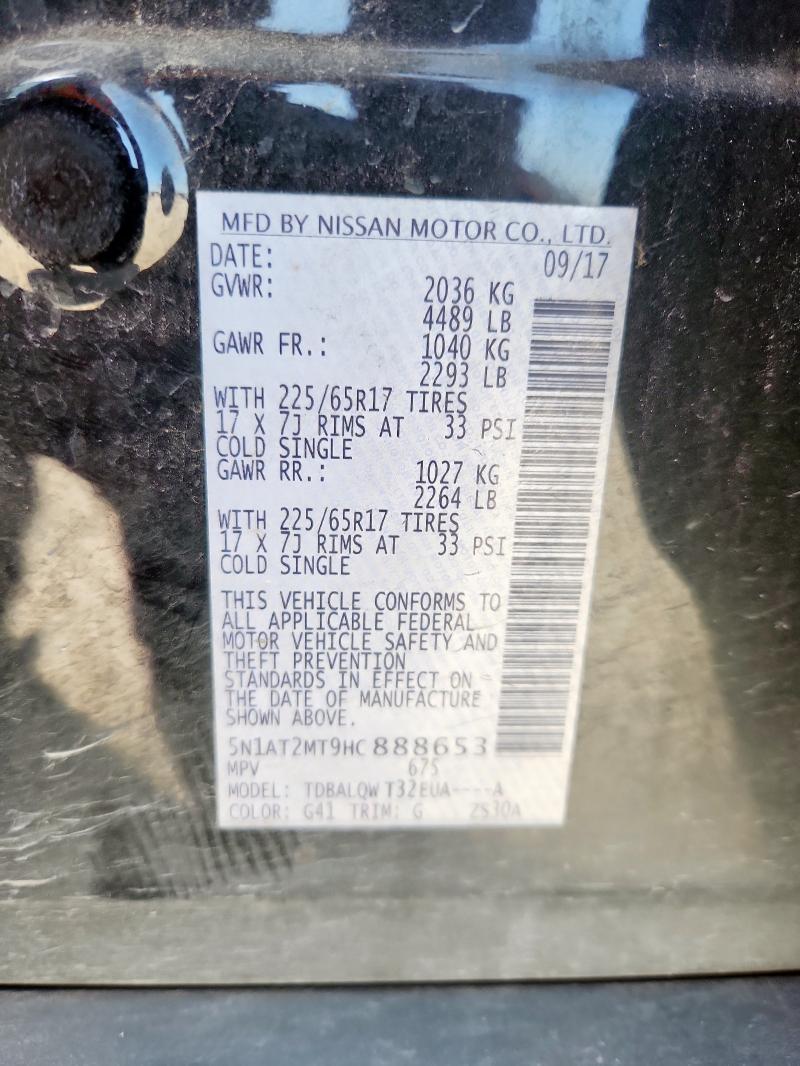 MFD BY NISSAN MOTOR CO., LTD.
DATE: 09/17
GVWR: 2036 KG
4489 LB
GAWR FR.: 1040 KG
2293 LB
WITH 225/65R17 TIRES
17 X 7J RIMS AT 33 PSI
COLD SINGLE
GAWR RR.: 1027 KG
2264 LB
WITH 225/65R17 TIRES
17 X 7J RIMS AT 33 PSI
COLD SINGLE
THIS VEHICLE CONFORMS TO
ALL APPLICABLE FEDERAL
MOTOR VEHICLE SAFETY AND
THEFT PREVENTION
STANDARDS IN EFFECT ON
THE DATE OF MANUFACTURE
SHOWN ABOVE.
5N1AT2MT9HC888653
MPV 675
MODEL: TDBALQW T32EUA----A
COLOR: G41 TRIM: G ZS30A